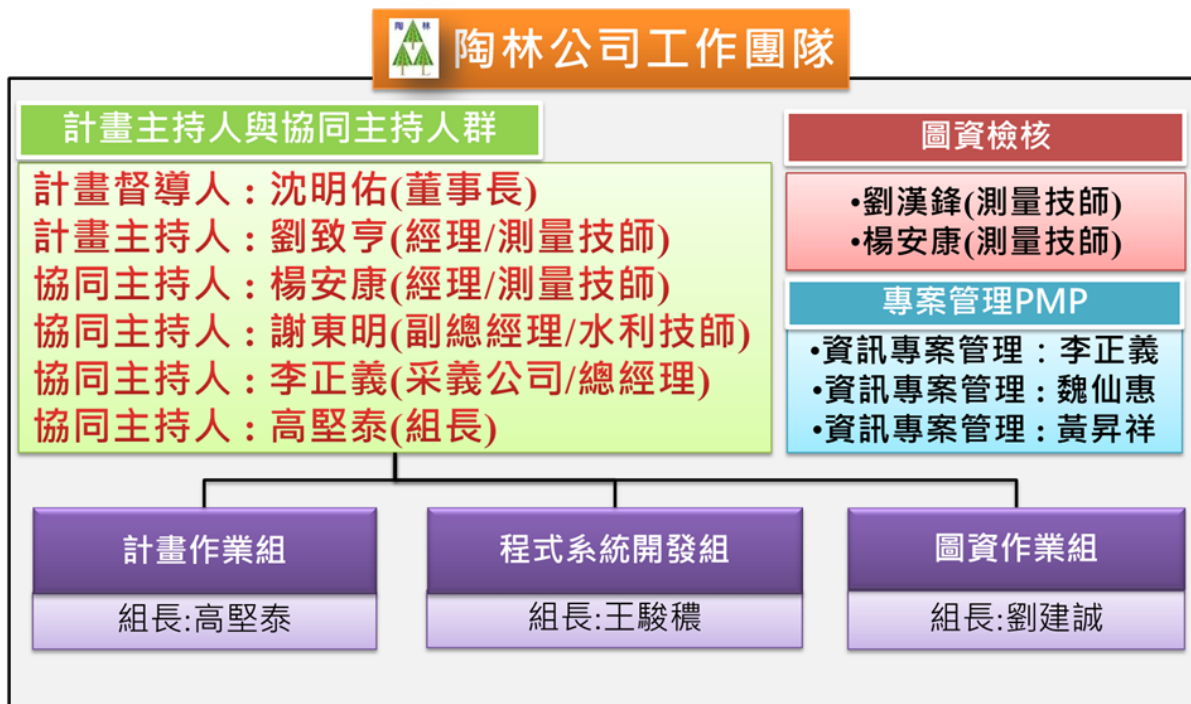 陶林
陶林公司工作團隊
計畫主持人與協同主持人群
計畫督導人：沈明佑(董事長)
計畫主持人：劉致亨(經理/測量技師)
協同主持人：楊安康(經理/測量技師)
協同主持人：謝東明(副總經理/水利技師)
協同主持人：李正義(采義公司/總經理)
協同主持人：高堅泰(組長)
圖資檢核
•劉漢鋒(測量技師)
•楊安康(測量技師)
專案管理PMP
•資訊專案管理：李正義
•資訊專案管理：魏仙惠
•資訊專案管理：黃昇祥
計畫作業組
組長:高堅泰
程式系統開發組
組長:王駿穠
圖資作業組
組長:劉建誠